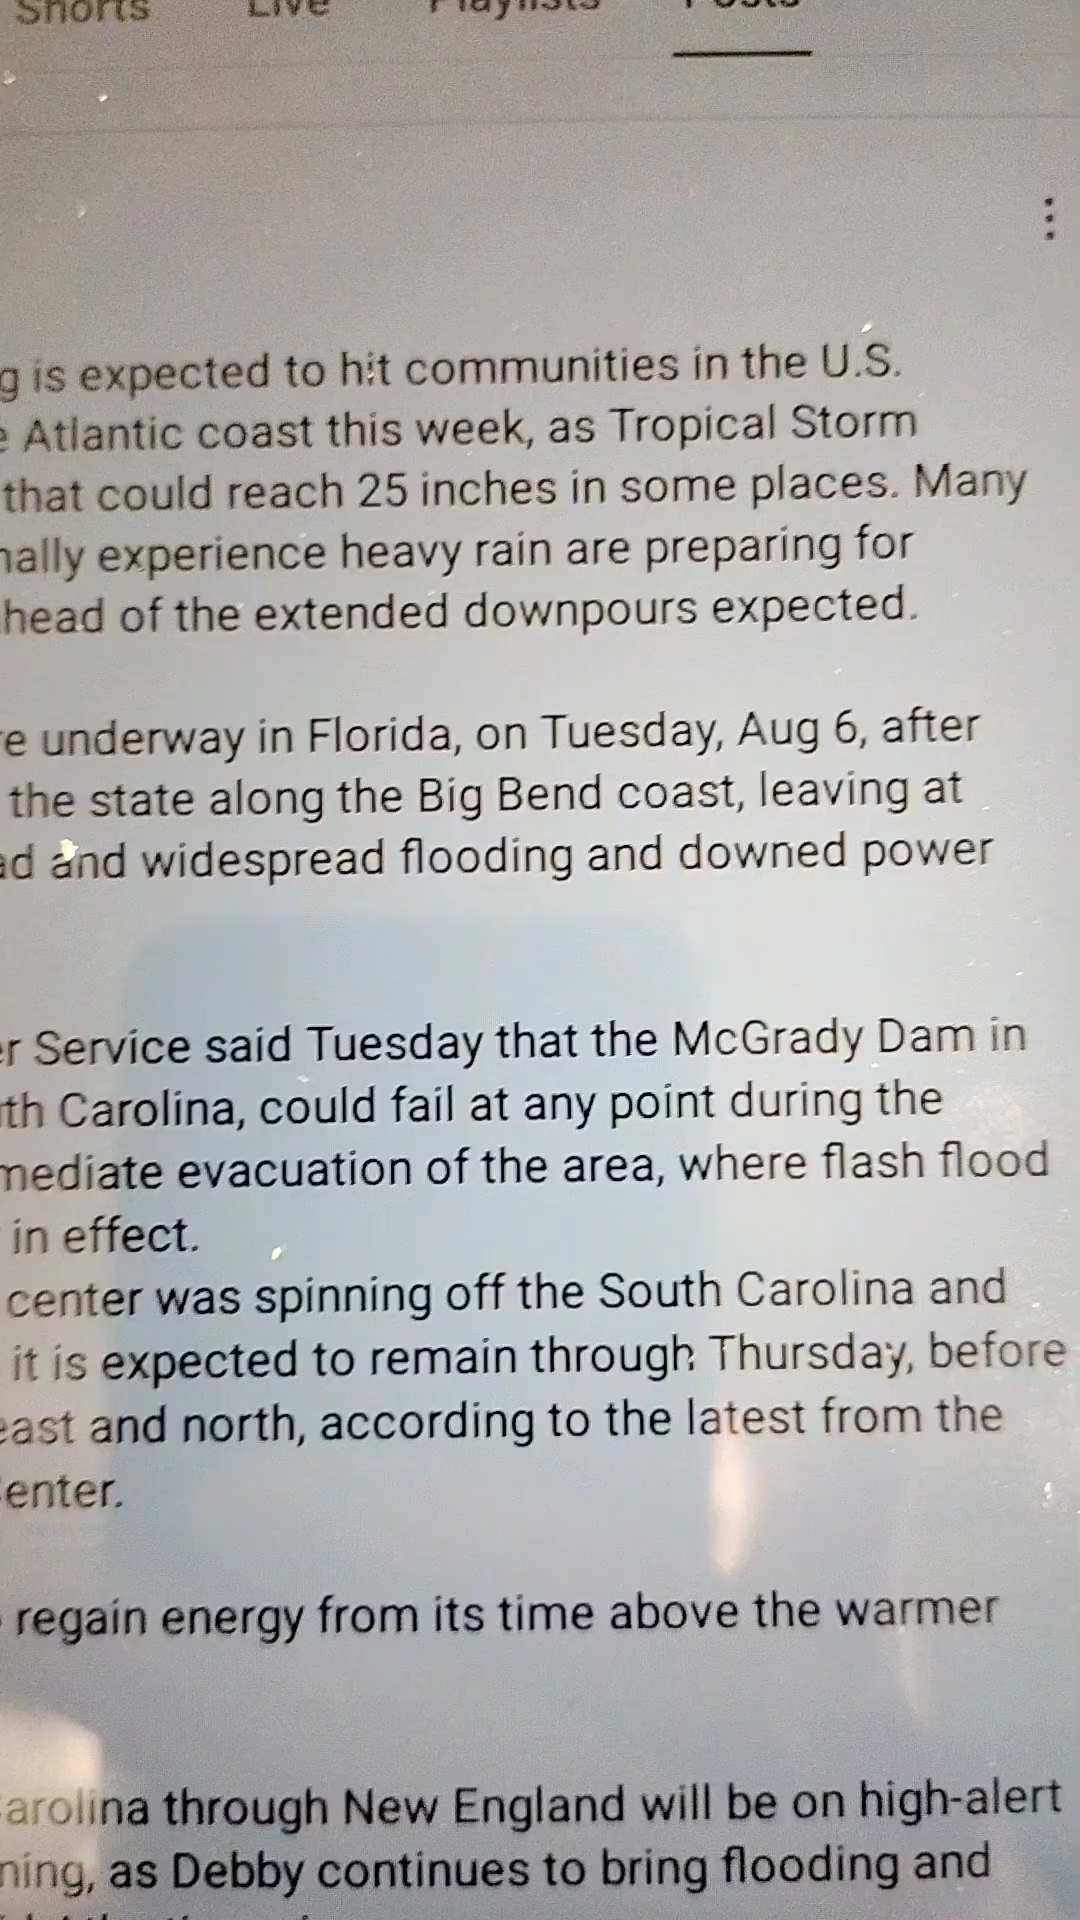 Shorts Live Playlists Posts
is expected to hit communities in the U.S.
Atlantic coast this week, as Tropical Storm
that could reach 25 inches in some places. Many
experience heavy rain are preparing for
head of the extended downpours expected.
underway in Florida, on Tuesday, Aug 6, after
the state along the Big Bend coast, leaving at
and widespread flooding and downed power
Service said Tuesday that the McGrady Dam in
Carolina, could fail at any point during the
mediate evacuation of the area, where flash flood
in effect.
center was spinning off the South Carolina and
it is expected to remain through Thursday, before
east and north, according to the latest from the
enter.
regain energy from its time above the warmer
arolina through New England will be on high-alert
ning, as Debby continues to bring flooding and